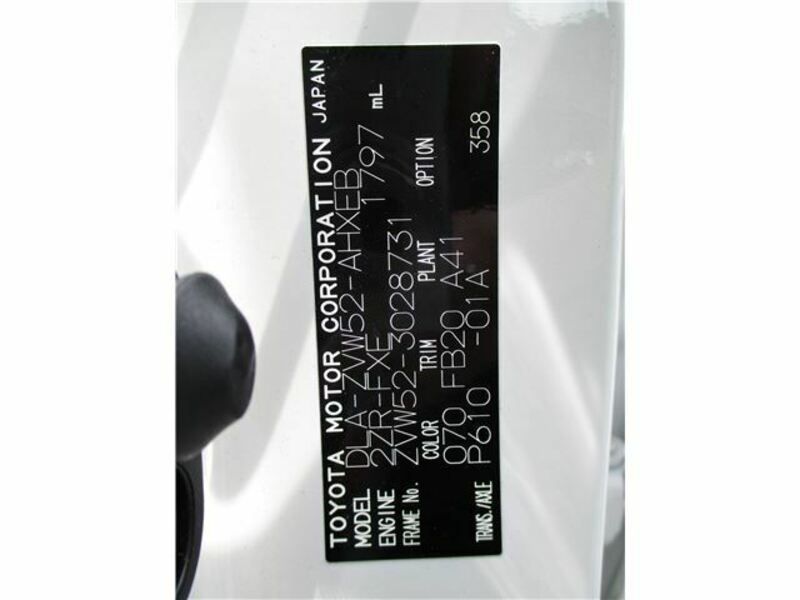 TOYOTA MOTOR CORPORATION JAPAN
MODEL DLA-ZVW52-AHXEB
ENGINE 2ZR-FXE 1797 mL
FRAME No. ZVW52-3028731
COLOR TRIM PLANT OPTION
070 FB20 A41
TRANS./AXLE P610 -01A 358